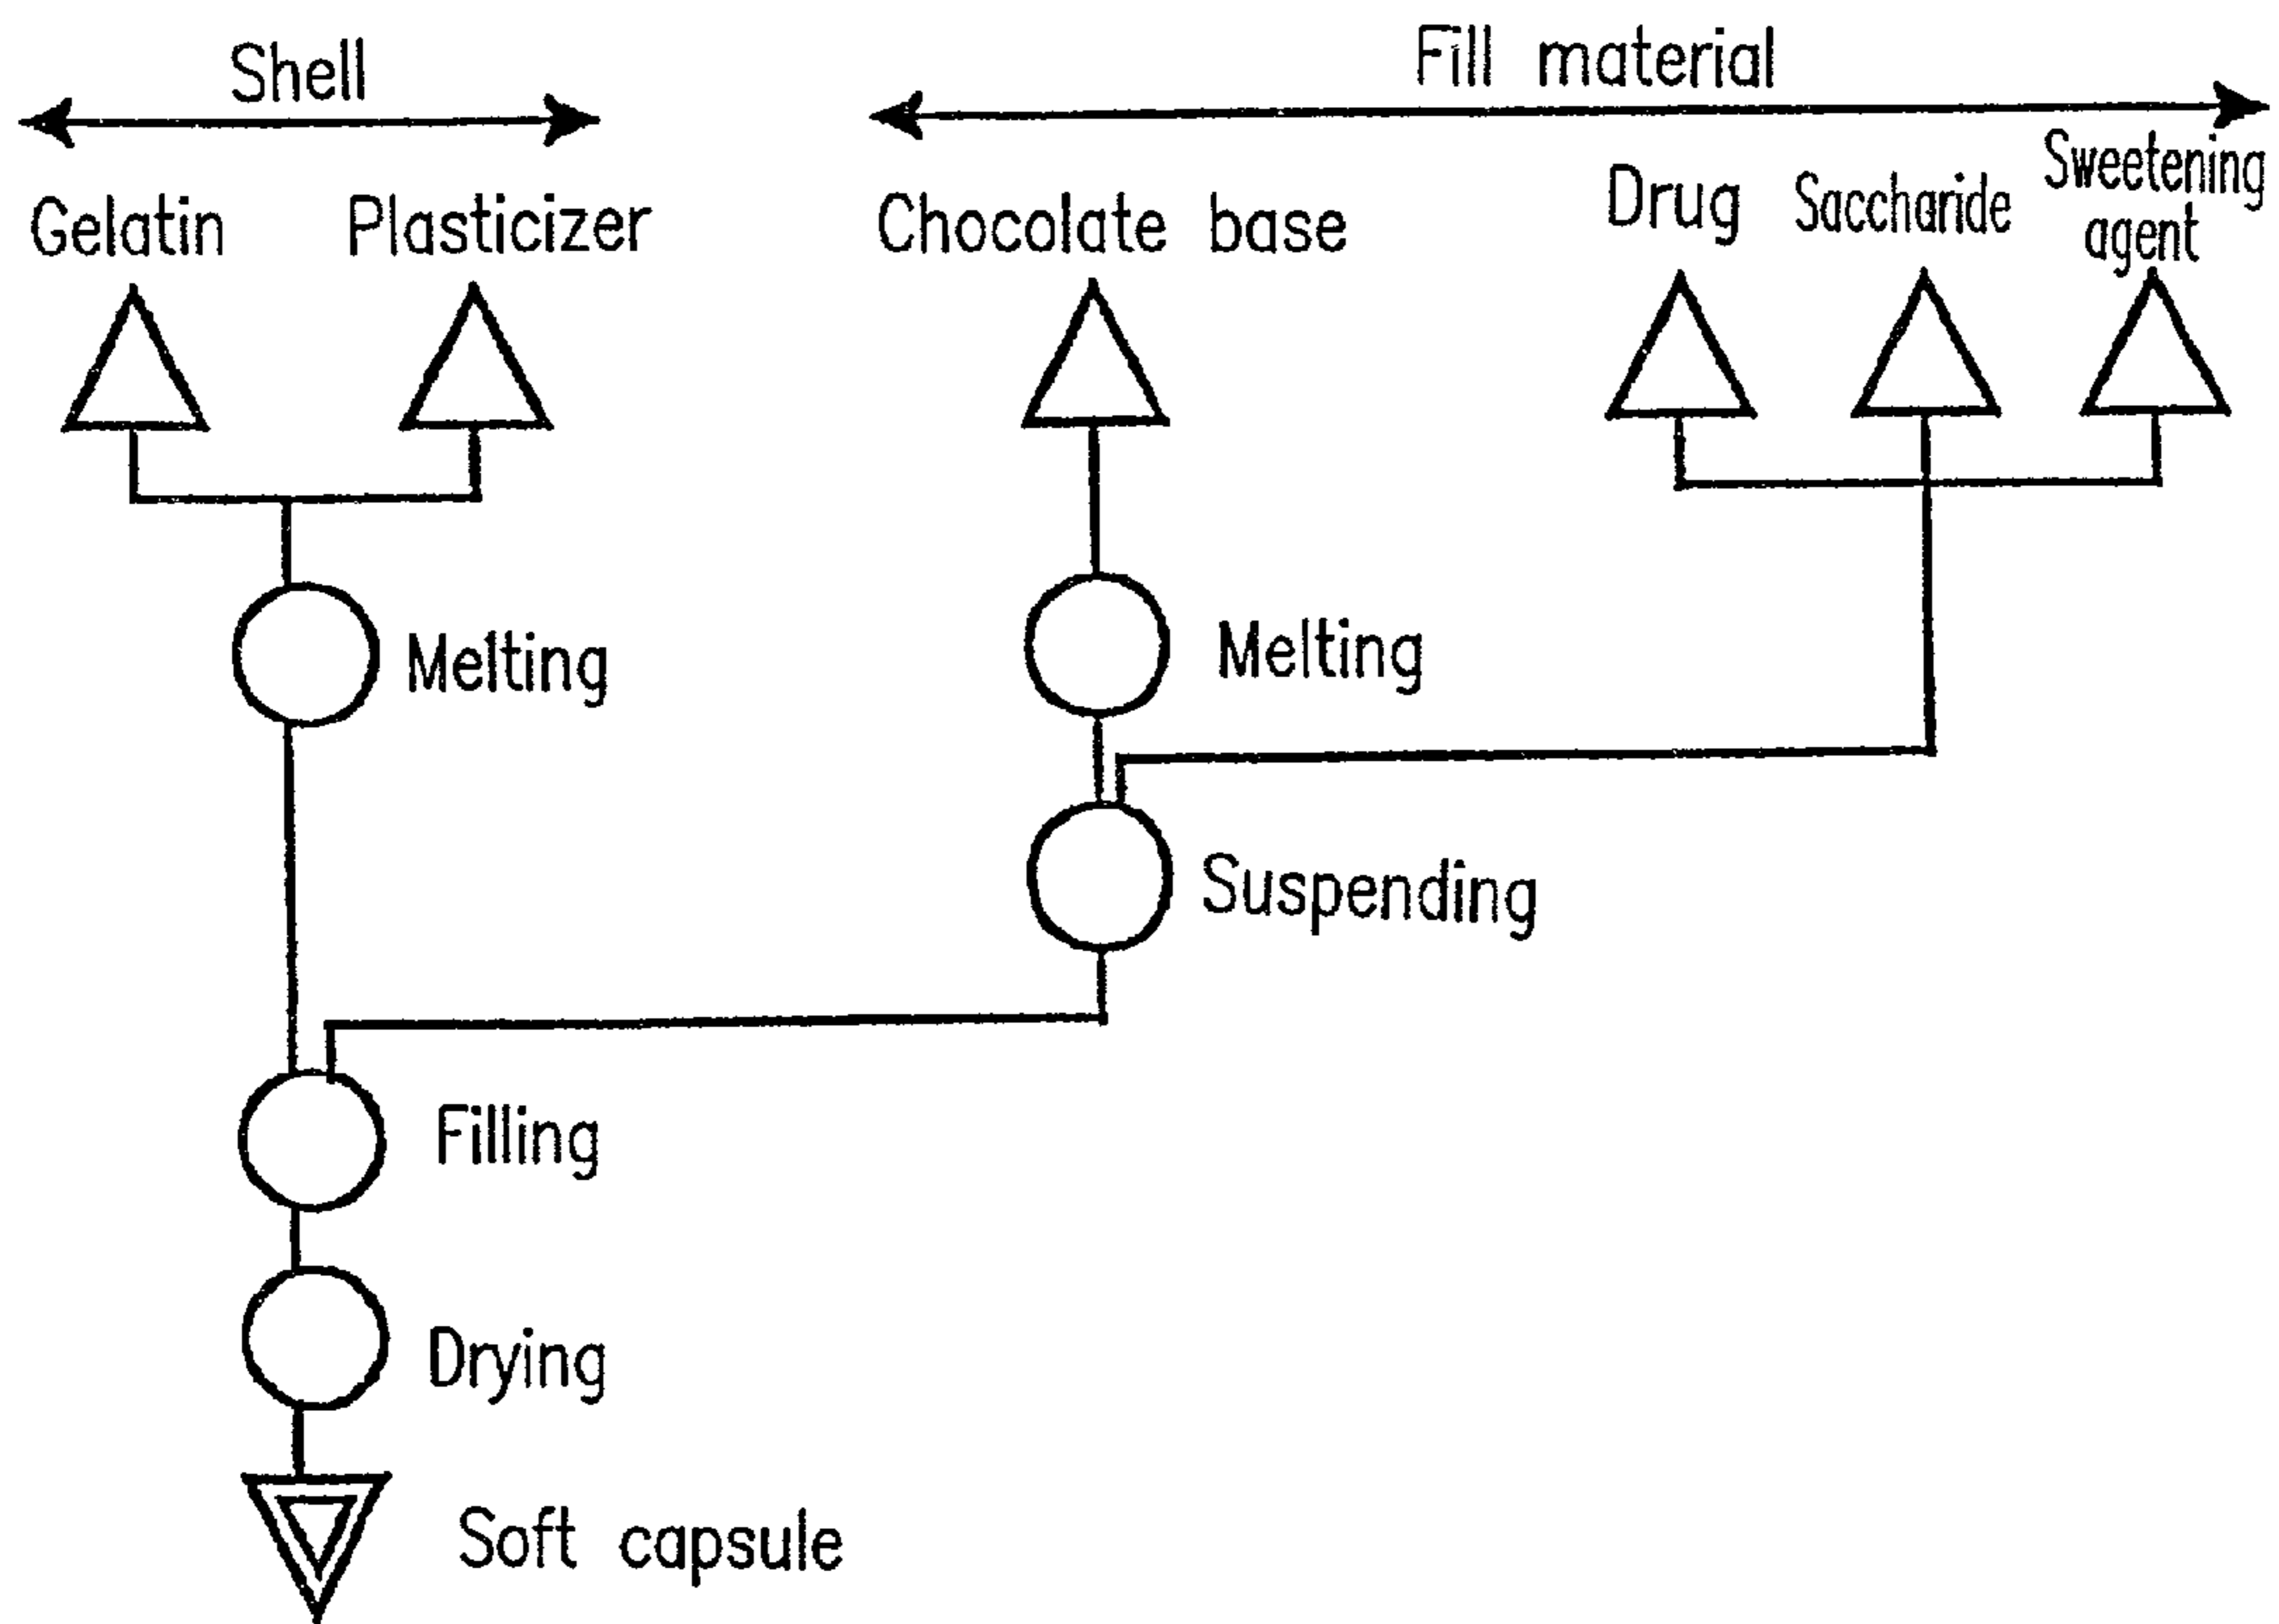 Shell
Fill material
Gelatin
Plasticizer
Chocolate base
Drug
Saccharide
Sweetening
agent
Melting
Melting
Suspending
Filling
Drying
Soft capsule